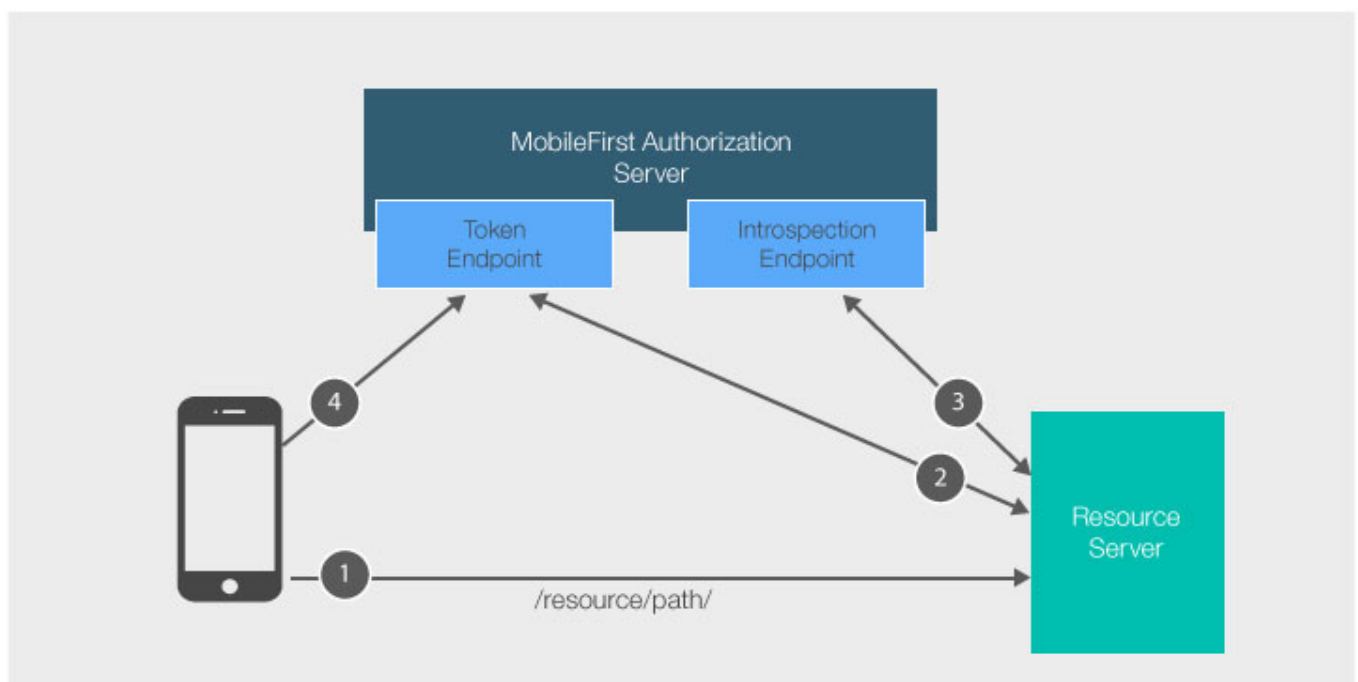 MobileFirst Authorization
Server
Token
Endpoint
Introspection
Endpoint
4
3
2
1
/resource/path/
Resource
Server